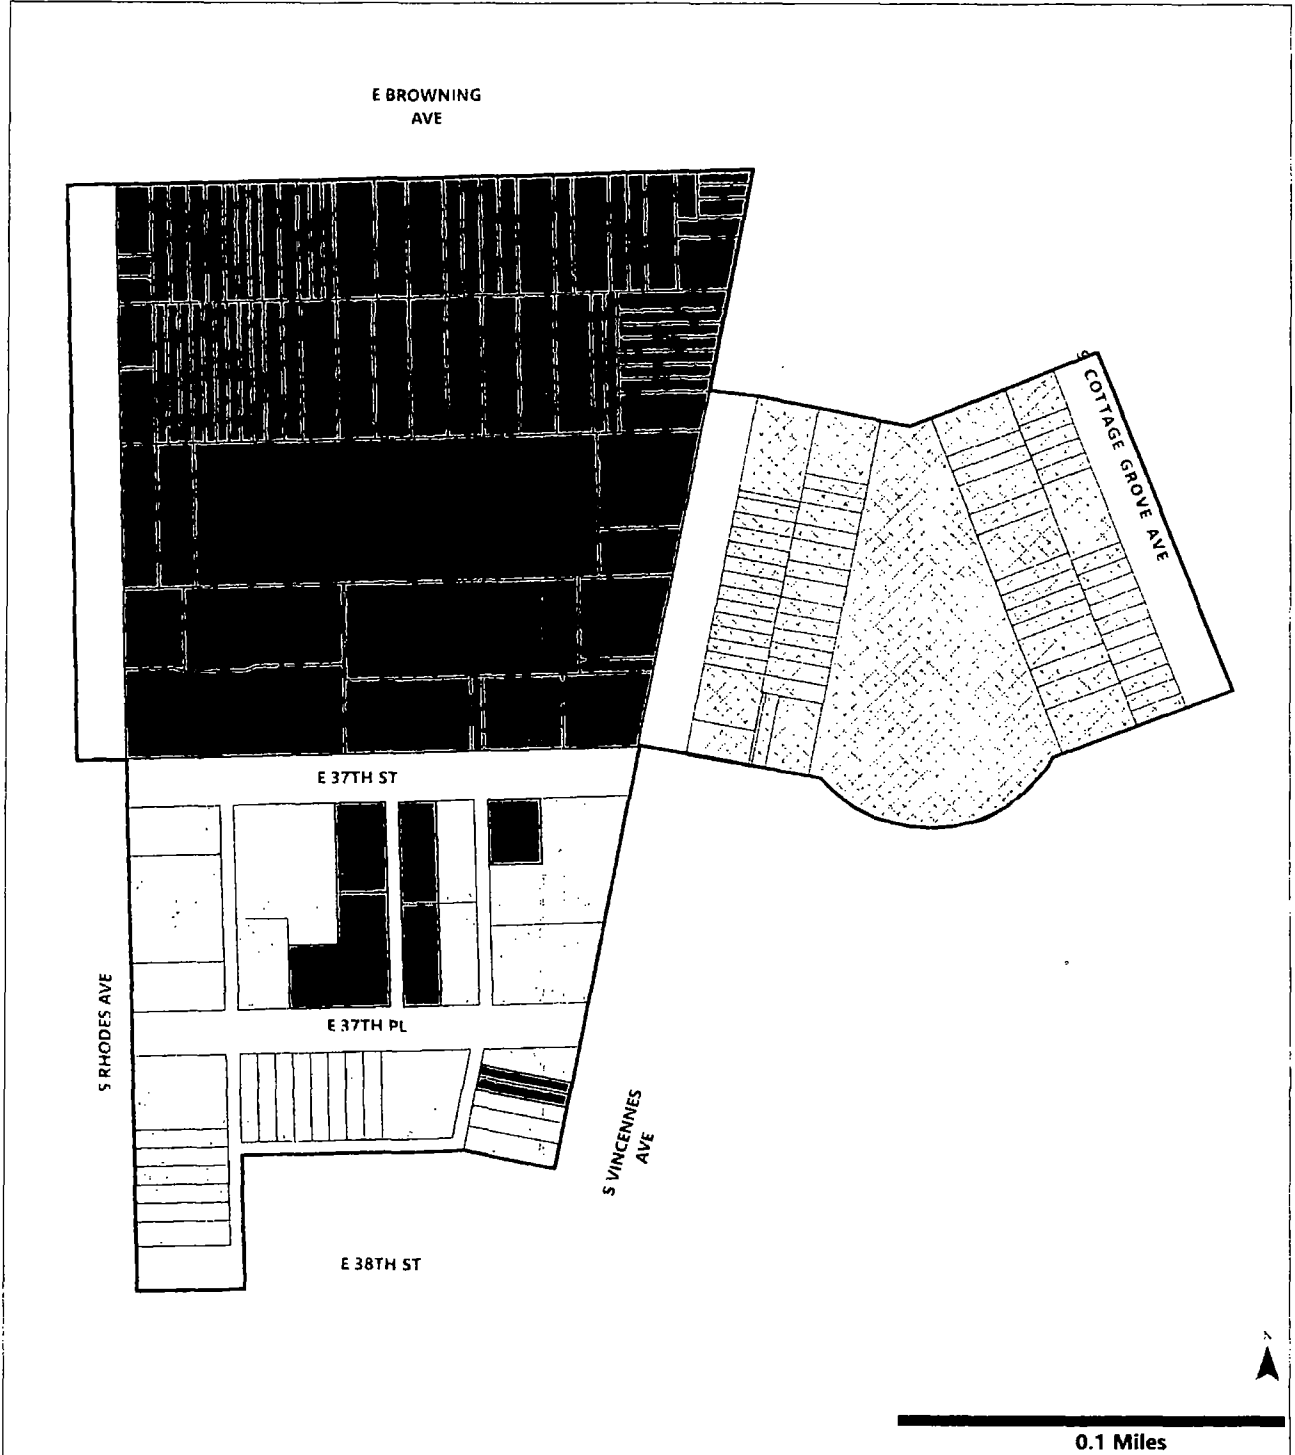 E BROWNING
AVE
S COTTAGE GROVE AVE
E 37TH ST
S RHODES AVE
E 37TH PL
S VINCENNES
AVE
E 38TH ST
N
0.1 Miles